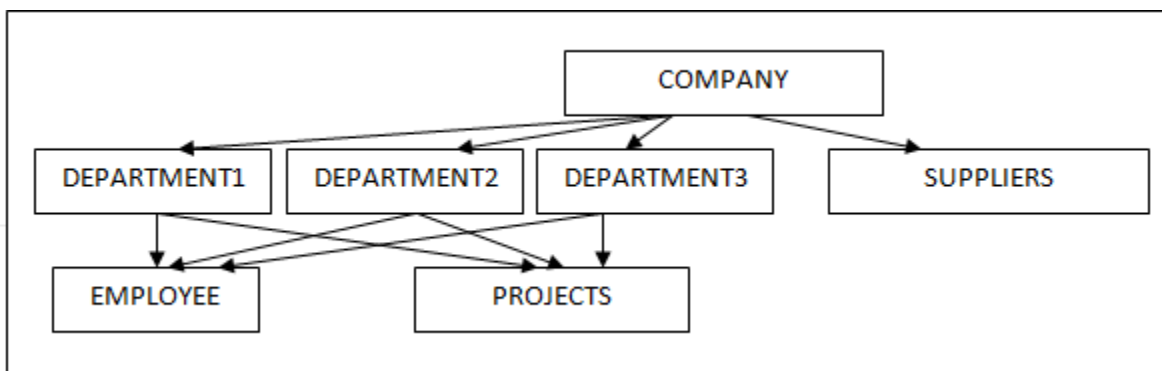 COMPANY
DEPARTMENT1
DEPARTMENT2
DEPARTMENT3
SUPPLIERS
EMPLOYEE
PROJECTS